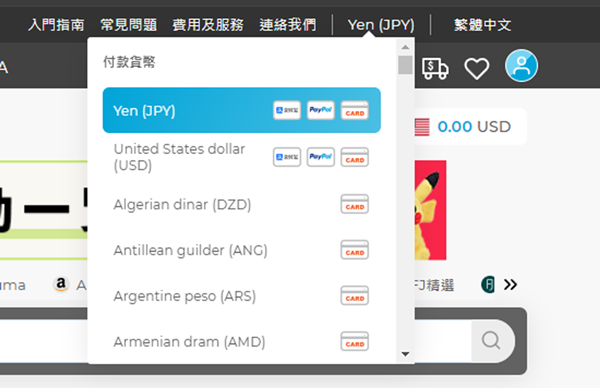 入門指南 常見問題 費用及服務 連絡我們 Yen (JPY) 繁體中文
付款貨幣
Yen (JPY) 支付宝 PayPal CARD
0.00 USD
United States dollar
(USD) 支付宝 PayPal CARD
Algerian dinar (DZD) CARD
Antillean guilder (ANG) CARD
Argentine peso (ARS) CARD
Armenian dram (AMD) CARD
uma
A
精選